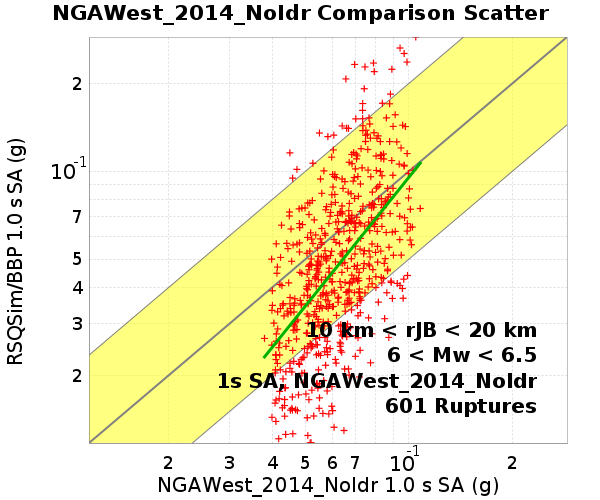 NGAWest_2014_NoIdr Comparison Scatter
RSQSim/BBP 1.0 s SA (g)
2
10-1
7
5
4
3
2
10 km < rJB < 20 km
6 < Mw < 6.5
1s SA, NGAWest_2014_NoIdr
601 Ruptures
2 3 4 5 6 7 10-1 2
NGAWest_2014_NoIdr 1.0 s SA (g)